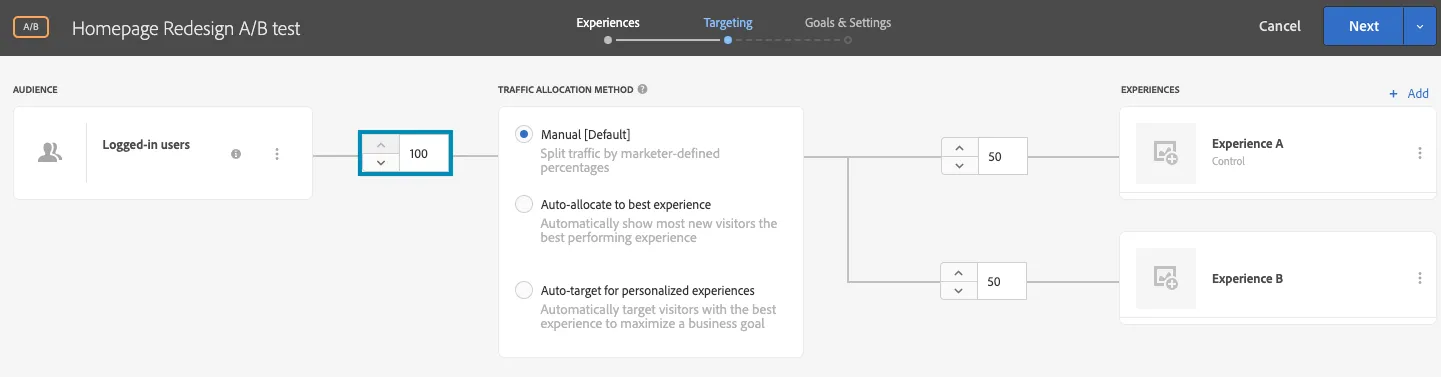 A/B
Homepage Redesign A/B test
Experiences
Targeting
Goals & Settings
Cancel
Next
AUDIENCE
Logged-in users
100
TRAFFIC ALLOCATION METHOD
Manual [Default]
Split traffic by marketer-defined
percentages
Auto-allocate to best experience
Automatically show most new visitors the
best performing experience
Auto-target for personalized experiences
Automatically target visitors with the best
experience to maximize a business goal
50
50
EXPERIENCES
+ Add
Experience A
Control
Experience B